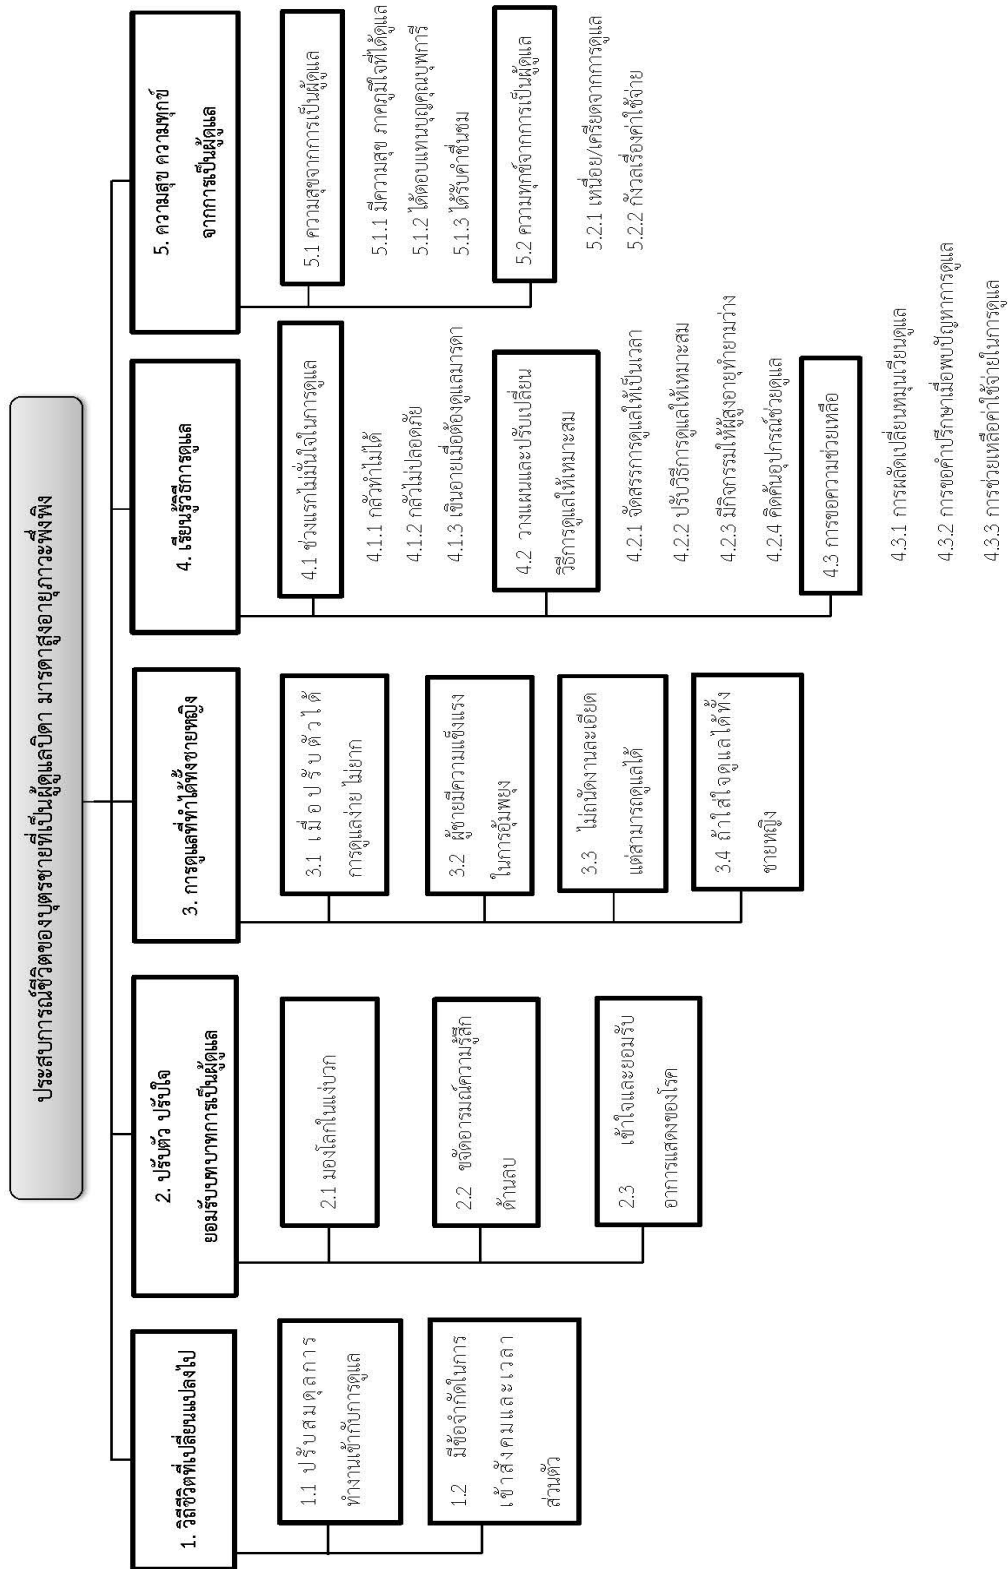 ประสบการณ์ชีวิตของบุตรชายที่เป็นผู้ดูแลบิดา มารดาสูงอายุภาวะพึ่งพิง
1. วิถีชีวิตที่เปลี่ยนแปลงไป
1.1 ปรับสมดุลการ
ทำงานเข้ากับการดูแล
1.2 มีข้อจำกัดในการ
เข้าสังคมและเวลา
ส่วนตัว
2. ปรับตัว ปรับใจ
ยอมรับบทบาทการเป็นผู้ดูแล
2.1 มองโลกในแง่บวก
2.2 ขจัดอารมณ์ความรู้สึก
ด้านลบ
2.3 เข้าใจและยอมรับ
อาการแสดงของโรค
3. การดูแลที่ทำได้ทั้งชายหญิง
3.1 เมื่อปรับตัวได้
การดูแลง่าย ไม่ยาก
3.2 ผู้ชายมีความแข็งแรง
ในการอุ้มพยุง
3.3 ไม่ถนัดงานละเอียด
แต่สามารถดูแลได้
3.4 ถ้าใส่ใจดูแลได้ทั้ง
ชายหญิง
4. เรียนรู้วิธีการดูแล
4.1 ช่วงแรกไม่มั่นใจในการดูแล
4.1.1 กลัวทำไม่ได้
4.1.2 กลัวไม่ปลอดภัย
4.1.3 เขินอายเมื่อต้องดูแลมารดา
4.2 วางแผนและปรับเปลี่ยน
วิธีการดูแลให้เหมาะสม
4.2.1 จัดสรรการดูแลให้เป็นเวลา
4.2.2 ปรับวิธีการดูแลให้เหมาะสม
4.2.3 มีกิจกรรมให้ผู้สูงอายุทำยามว่าง
4.2.4 คิดค้นอุปกรณ์ช่วยดูแล
4.3 การขอความช่วยเหลือ
4.3.1 การผลัดเปลี่ยนหมุนเวียนดูแล
4.3.2 การขอคำปรึกษาเมื่อพบปัญหาการดูแล
4.3.3 การช่วยเหลือค่าใช้จ่ายในการดูแล
5. ความสุข ความทุกข์
จากการเป็นผู้ดูแล
5.1 ความสุขจากการเป็นผู้ดูแล
5.1.1 มีความสุข ภาคภูมิใจที่ได้ดูแล
5.1.2 ได้ตอบแทนบุญคุณบุพการี
5.1.3 ได้รับคำชื่นชม
5.2 ความทุกข์จากการเป็นผู้ดูแล
5.2.1 เหนื่อย/เครียดจากการดูแล
5.2.2 กังวลเรื่องค่าใช้จ่าย